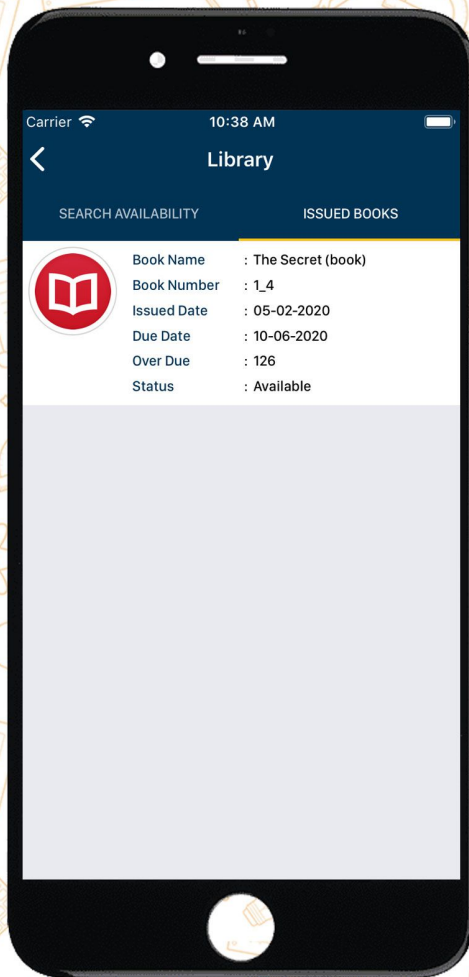 Carrier 10:38 AM
Library
SEARCH AVAILABILITY ISSUED BOOKS
Book Name : The Secret (book)
Book Number : 1_4
Issued Date : 05-02-2020
Due Date : 10-06-2020
Over Due : 126
Status : Available